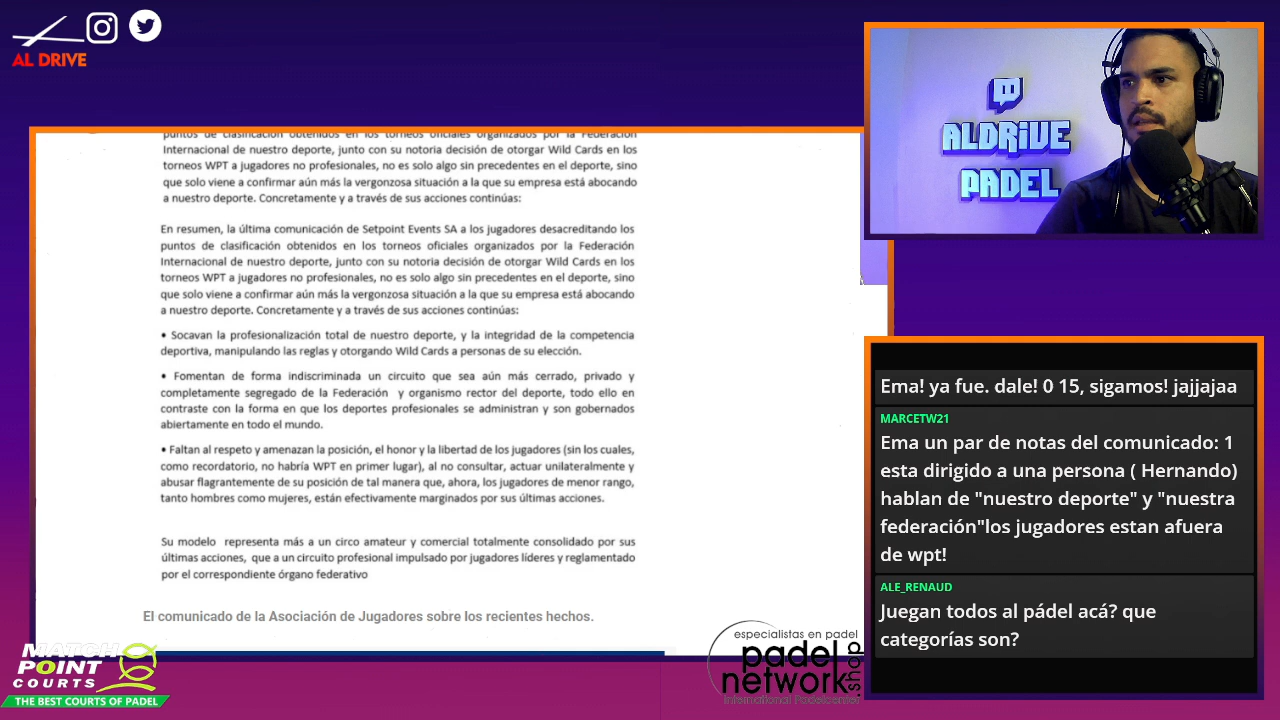 AL DRIVE
puntos de clasificación obtenidos en los torneos oficiales organizados por la Federación
Internacional de nuestro deporte, junto con su notoria decisión de otorgar Wild Cards en los
torneos WPT a jugadores no profesionales, no es solo algo sin precedentes en el deporte, sino
que solo viene a confirmar aún más la vergonzosa situación a la que su empresa está abocando
a nuestro deporte. Concretamente y a través de sus acciones continúas:
En resumen, la última comunicación de Setpoint Events SA a los jugadores desacreditando los
puntos de clasificación obtenidos en los torneos oficiales organizados por la Federación
Internacional de nuestro deporte, junto con su notoria decisión de otorgar Wild Cards en los
torneos WPT a jugadores no profesionales, no es solo algo sin precedentes en el deporte, sino
que solo viene a confirmar aún más la vergonzosa situación a la que su empresa está abocando
a nuestro deporte. Concretamente y a través de sus acciones continúas:
• Socavan la profesionalización total de nuestro deporte, y la integridad de la competencia
deportiva, manipulando las reglas y otorgando Wild Cards a personas de su elección.
• Fomentan de forma indiscriminada un circuito que sea aún más cerrado, privado y
completamente segregado de la Federación y organismo rector del deporte, todo ello en
contraste con la forma en que los deportes profesionales se administran y son gobernados
abiertamente en todo el mundo.
• Faltan al respeto y amenazan la posición, el honor y la libertad de los jugadores (sin los cuales,
como recordatorio, no habría WPT en primer lugar), al no consultar, actuar unilateralmente y
abusar flagrantemente de su posición de tal manera que, ahora, los jugadores de menor rango,
tanto hombres como mujeres, están efectivamente marginados por sus últimas acciones.
Su modelo representa más a un circo amateur y comercial totalmente consolidado por sus
últimas acciones, que a un circuito profesional impulsado por jugadores líderes y reglamentado
por el correspondiente órgano federativo
El comunicado de la Asociación de Jugadores sobre los recientes hechos.
MATCH
POINT
COURTS
THE BEST COURTS OF PADEL
especialistas en padel
padel
network
.shop
International Padelcenter
ALDRIVE
PADEL
Ema! ya fue. dale! 0 15, sigamos! jajjajaa
MARCETW21
Ema un par de notas del comunicado: 1
esta dirigido a una persona ( Hernando)
hablan de "nuestro deporte" y "nuestra
federación"los jugadores estan afuera
de wpt!
ALE_RENAUD
Juegan todos al pádel acá? que
categorías son?